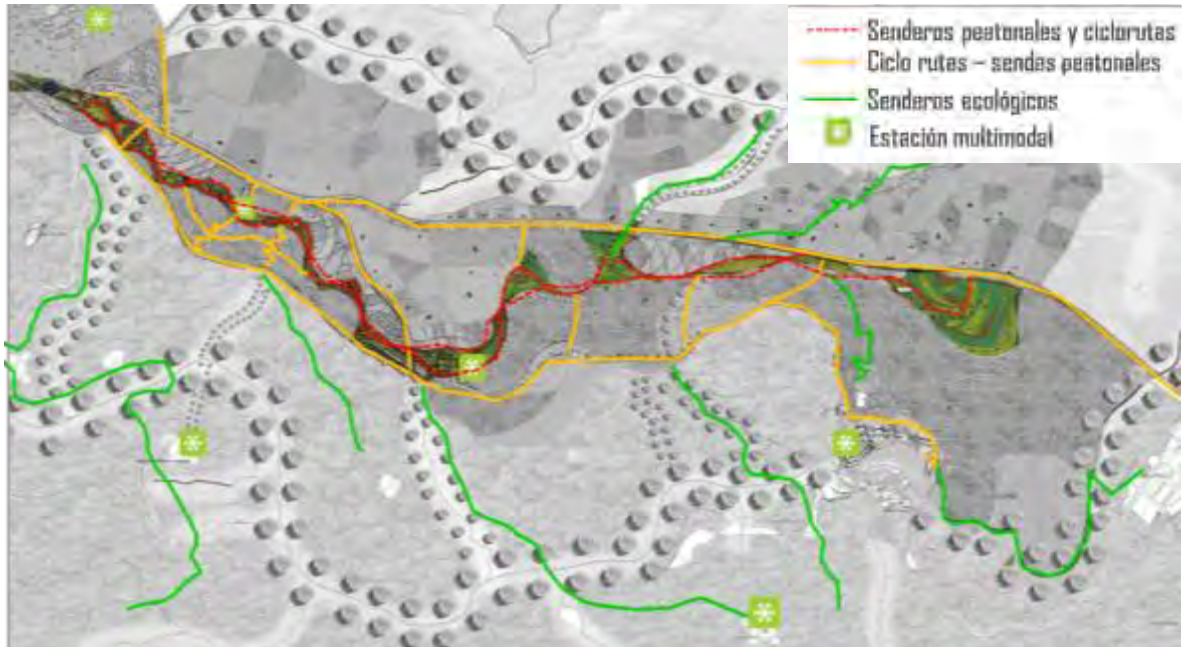 Senderos peatonales y ciclorutas
Ciclo rutas – sendas peatonales
Senderos ecológicos
Estación multimodal